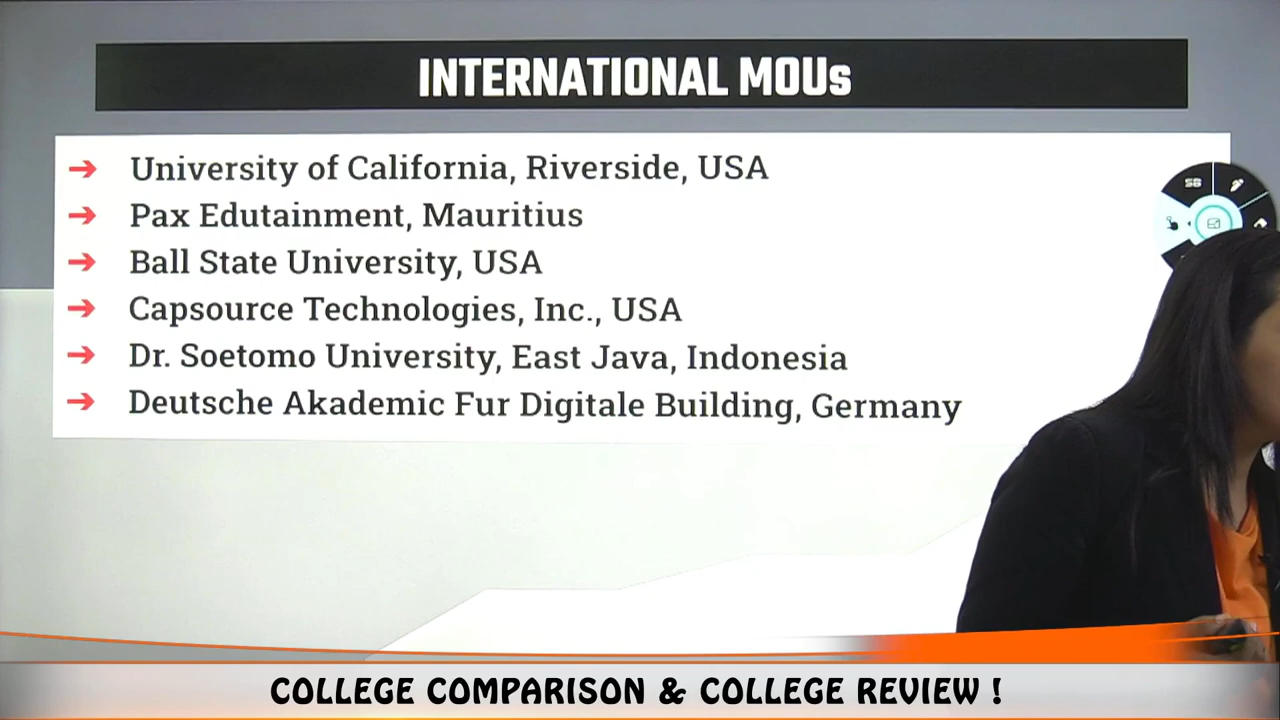 INTERNATIONAL MOUs
➔ University of California, Riverside, USA
➔ Pax Edutainment, Mauritius
➔ Ball State University, USA
➔ Capsource Technologies, Inc., USA
➔ Dr. Soetomo University, East Java, Indonesia
➔ Deutsche Akademic Fur Digitale Building, Germany
COLLEGE COMPARISON & COLLEGE REVIEW !